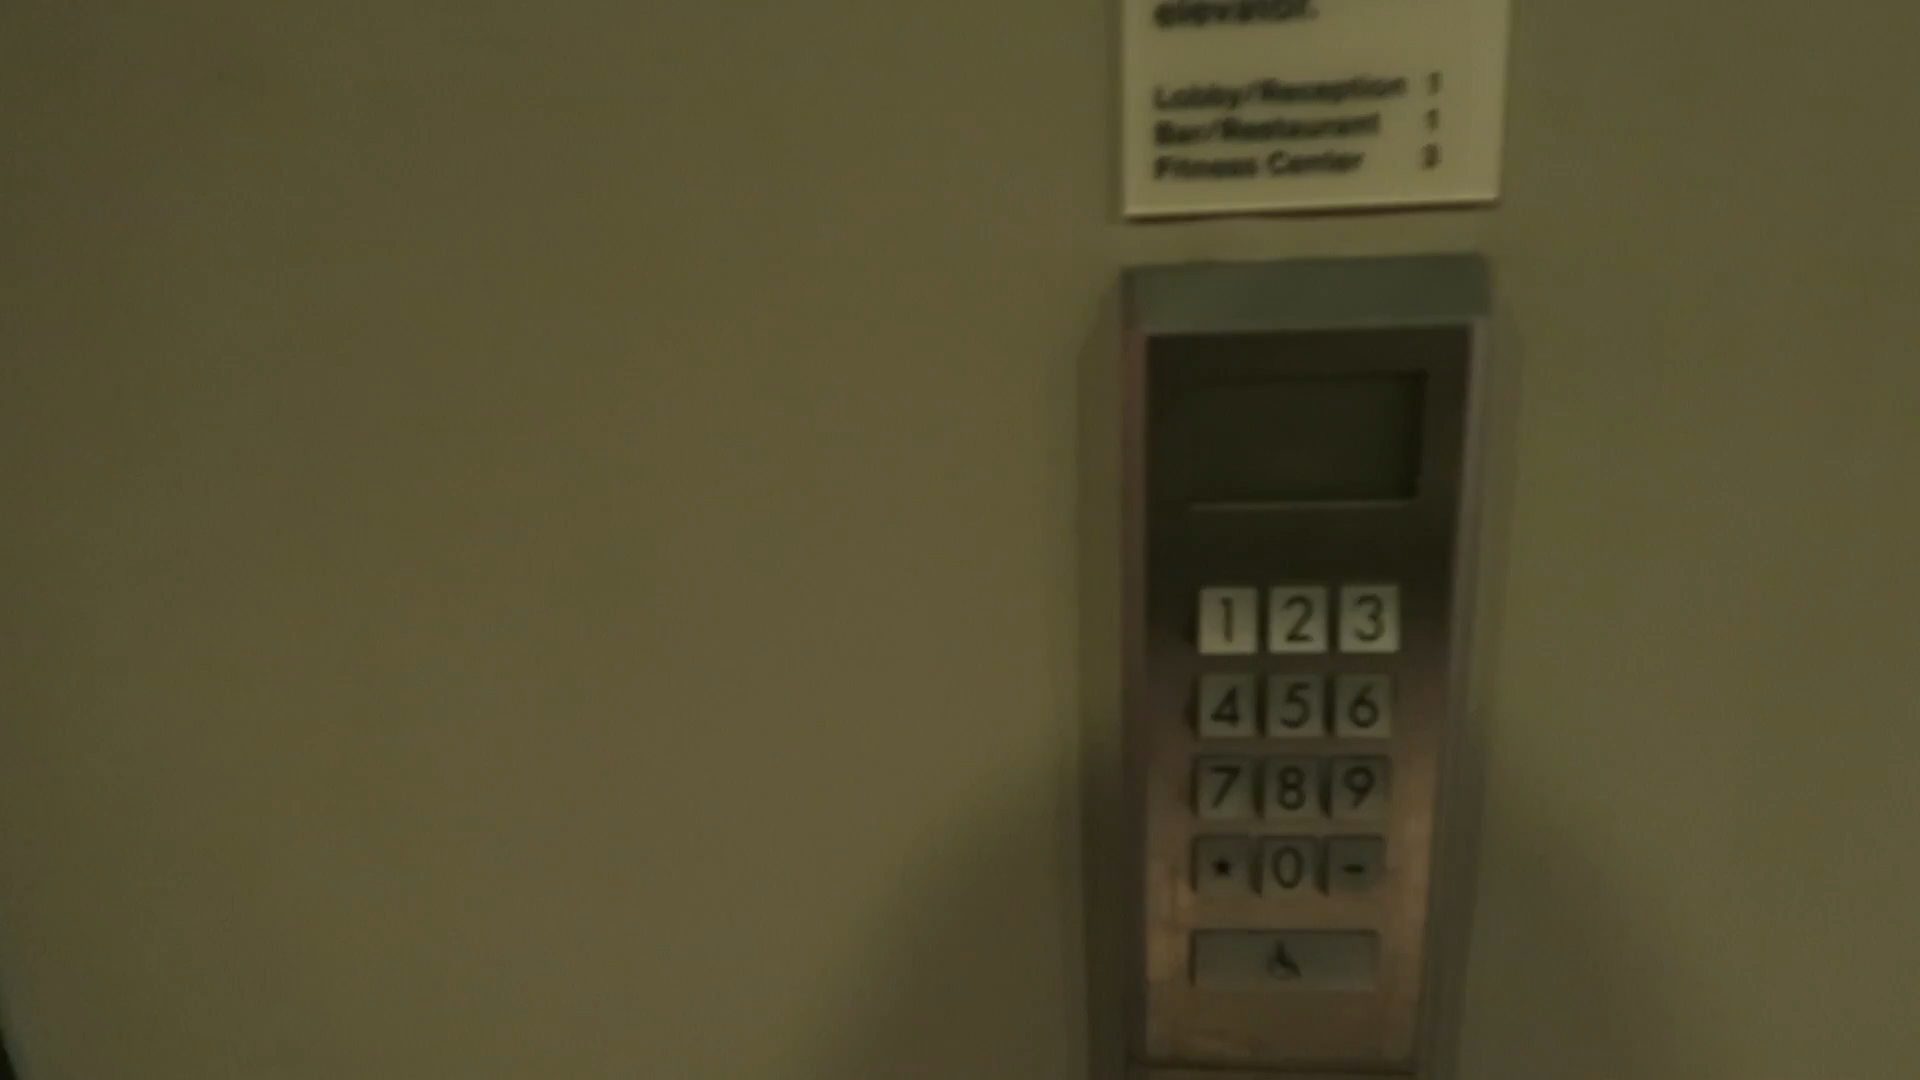 elevator.
Lobby/Reception 1
Bar/Restaurant 1
Fitness Center 3
1 2 3
4 5 6
7 8 9
* 0 -